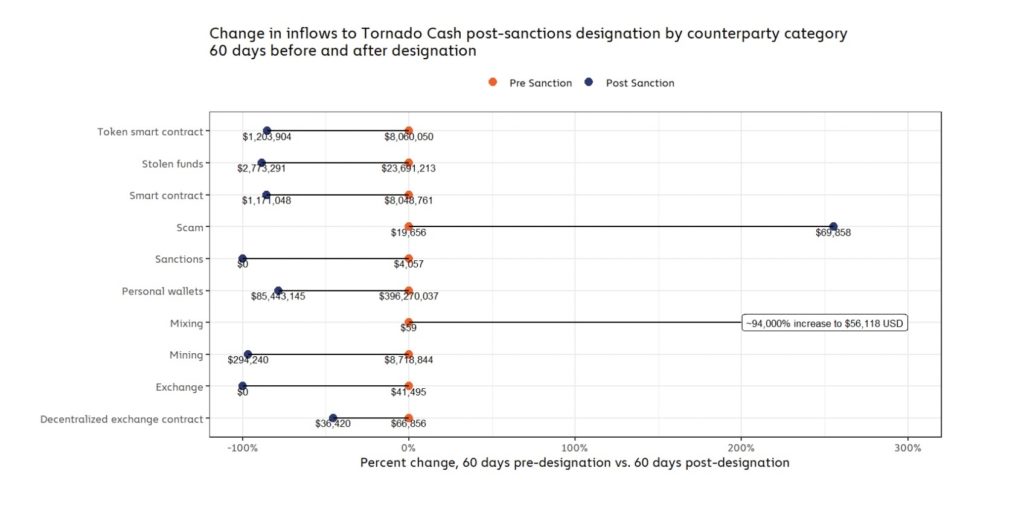 Change in inflows to Tornado Cash post-sanctions designation by counterparty category
60 days before and after designation
Pre Sanction Post Sanction
Token smart contract $1,203,904 $8,060,050
Stolen funds $2,773,291 $23,691,213
Smart contract $1,171,048 $8,048,761
Scam $19,656 $69,858
Sanctions $0 $4,057
Personal wallets $85,443,145 $396,270,037
Mixing $59 ~94,000% increase to $56,118 USD
Mining $294,240 $8,718,844
Exchange $0 $41,495
Decentralized exchange contract $36,420 $66,856
-100% 0% 100% 200% 300%
Percent change, 60 days pre-designation vs. 60 days post-designation